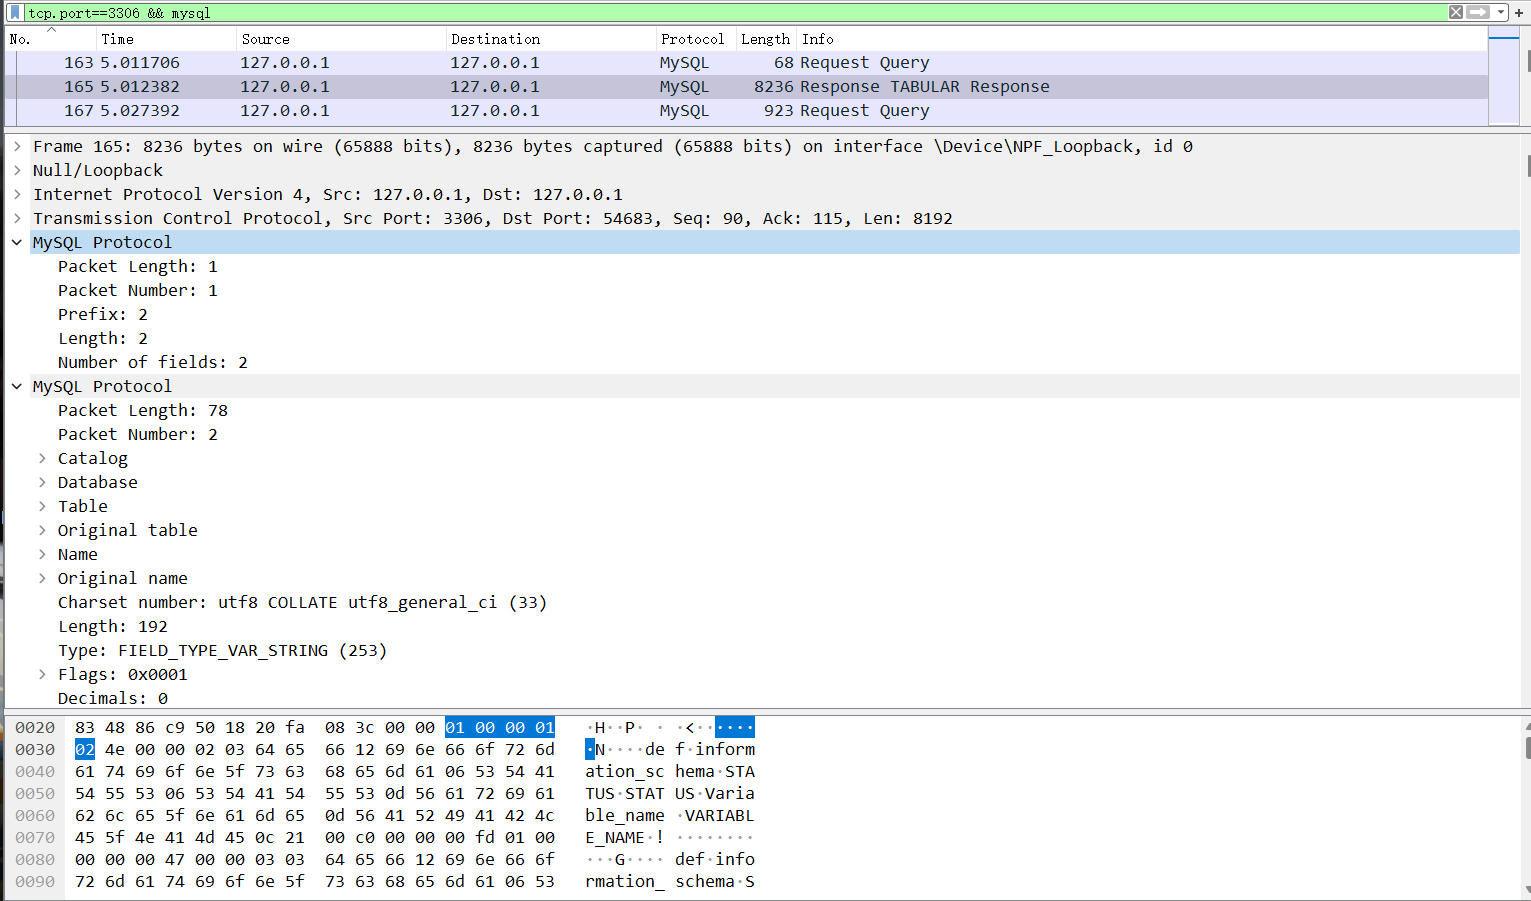 tcp.port==3306 && mysql
No. Time Source Destination Protocol Length Info
163 5.011706 127.0.0.1 127.0.0.1 MySQL 68 Request Query
165 5.012382 127.0.0.1 127.0.0.1 MySQL 8236 Response TABULAR Response
167 5.027392 127.0.0.1 127.0.0.1 MySQL 923 Request Query
Frame 165: 8236 bytes on wire (65888 bits), 8236 bytes captured (65888 bits) on interface \Device\NPF_Loopback, id 0
Null/Loopback
Internet Protocol Version 4, Src: 127.0.0.1, Dst: 127.0.0.1
Transmission Control Protocol, Src Port: 3306, Dst Port: 54683, Seq: 90, Ack: 115, Len: 8192
MySQL Protocol
Packet Length: 1
Packet Number: 1
Prefix: 2
Length: 2
Number of fields: 2
MySQL Protocol
Packet Length: 78
Packet Number: 2
Catalog
Database
Table
Original table
Name
Original name
Charset number: utf8 COLLATE utf8_general_ci (33)
Length: 192
Type: FIELD_TYPE_VAR_STRING (253)
Flags: 0x0001
Decimals: 0
0020 83 48 86 c9 50 18 20 fa 08 3c 00 00 01 00 00 01 ·H··P· · ·<······
0030 02 4e 00 00 02 03 64 65 66 12 69 6e 66 6f 72 6d ·N····de f·inform
0040 61 74 69 6f 6e 5f 73 63 68 65 6d 61 06 53 54 41 ation_sc hema·STA
0050 54 55 53 06 53 54 41 54 55 53 0d 56 61 72 69 61 TUS·STAT US·Varia
0060 62 6c 65 5f 6e 61 6d 65 0d 56 41 52 49 41 42 4c ble_name ·VARIABL
0070 45 5f 4e 41 4d 45 0c 21 00 c0 00 00 00 fd 01 00 E_NAME·! ········
0080 00 00 00 47 00 00 03 03 64 65 66 12 69 6e 66 6f ···G···· def·info
0090 72 6d 61 74 69 6f 6e 5f 73 63 68 65 6d 61 06 53 rmation_ schema·S